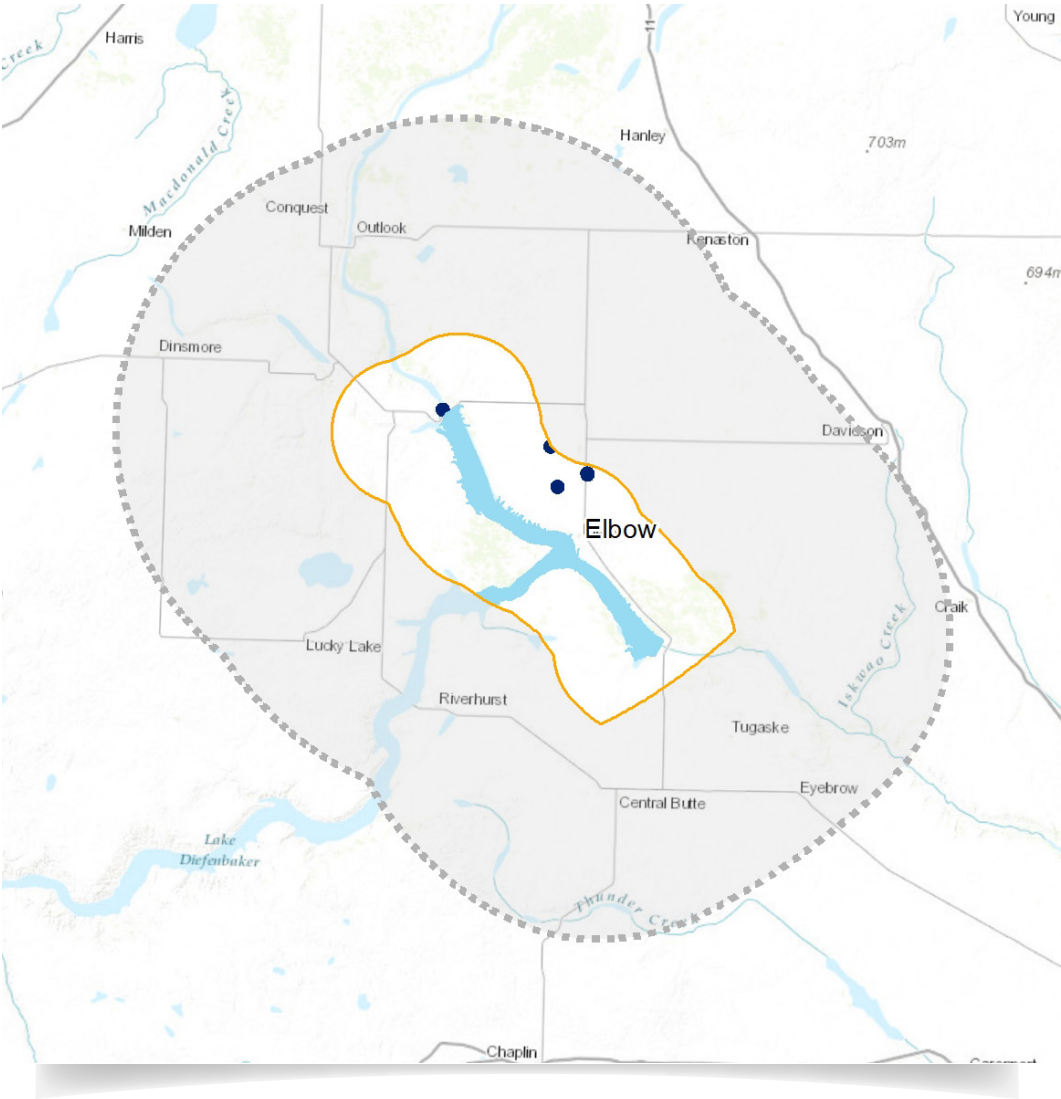 Young
11
Harris
Creek
Hanley
703m
Macdonald Creek
Conquest
Milden
Outlook
Kenaston
694m
Dinsmore
Davidson
Elbow
Craik
Iskwao Creek
Lucky Lake
Riverhurst
Tugaske
Eyebrow
Central Butte
Lake
Diefenbaker
Thunder Creek
Chaplin